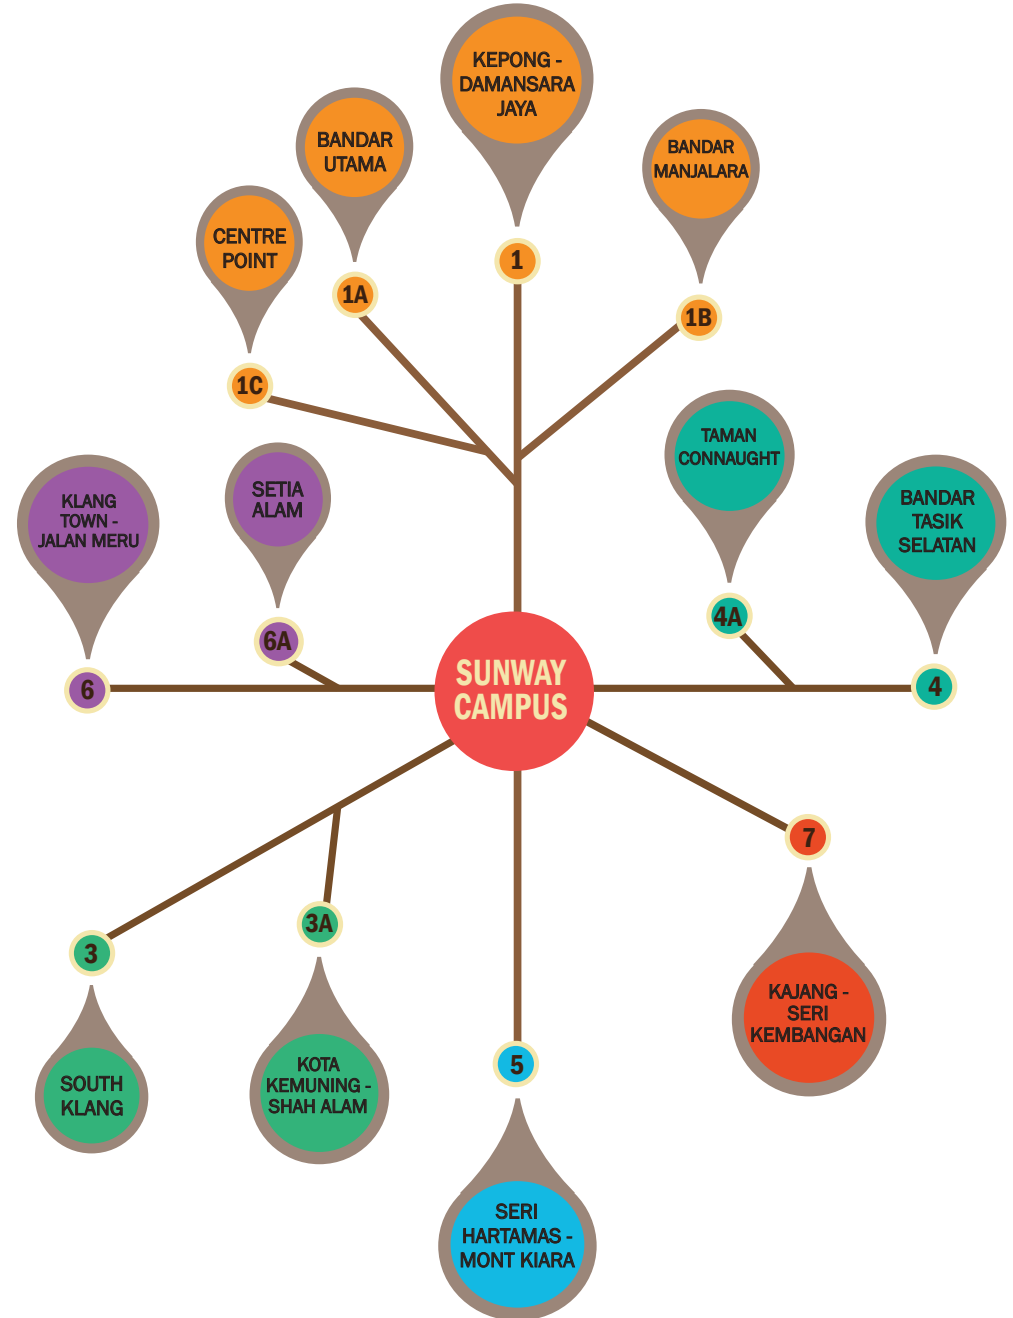 KEPONG -
DAMANSARA
JAYA
BANDAR
UTAMA
BANDAR
MANJALARA
CENTRE
POINT
1
1A
1B
1C
TAMAN
CONNAUGHT
SETIA
ALAM
KLANG
TOWN -
JALAN MERU
BANDAR
TASIK
SELATAN
4A
6A
6
SUNWAY
CAMPUS
4
7
3A
3
KAJANG -
SERI
KEMBANGAN
5
KOTA
KEMUNING -
SHAH ALAM
SOUTH
KLANG
SERI
HARTAMAS -
MONT KIARA